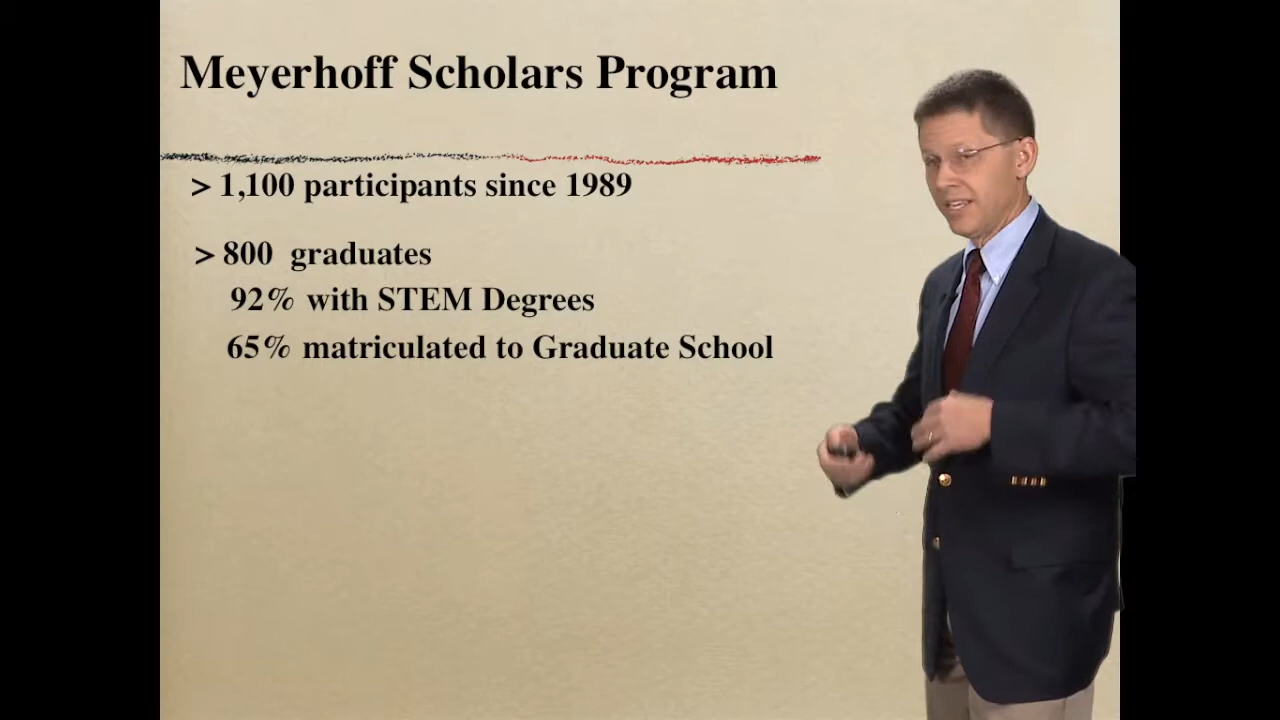 Meyerhoff Scholars Program
> 1,100 participants since 1989
> 800 graduates
92% with STEM Degrees
65% matriculated to Graduate School